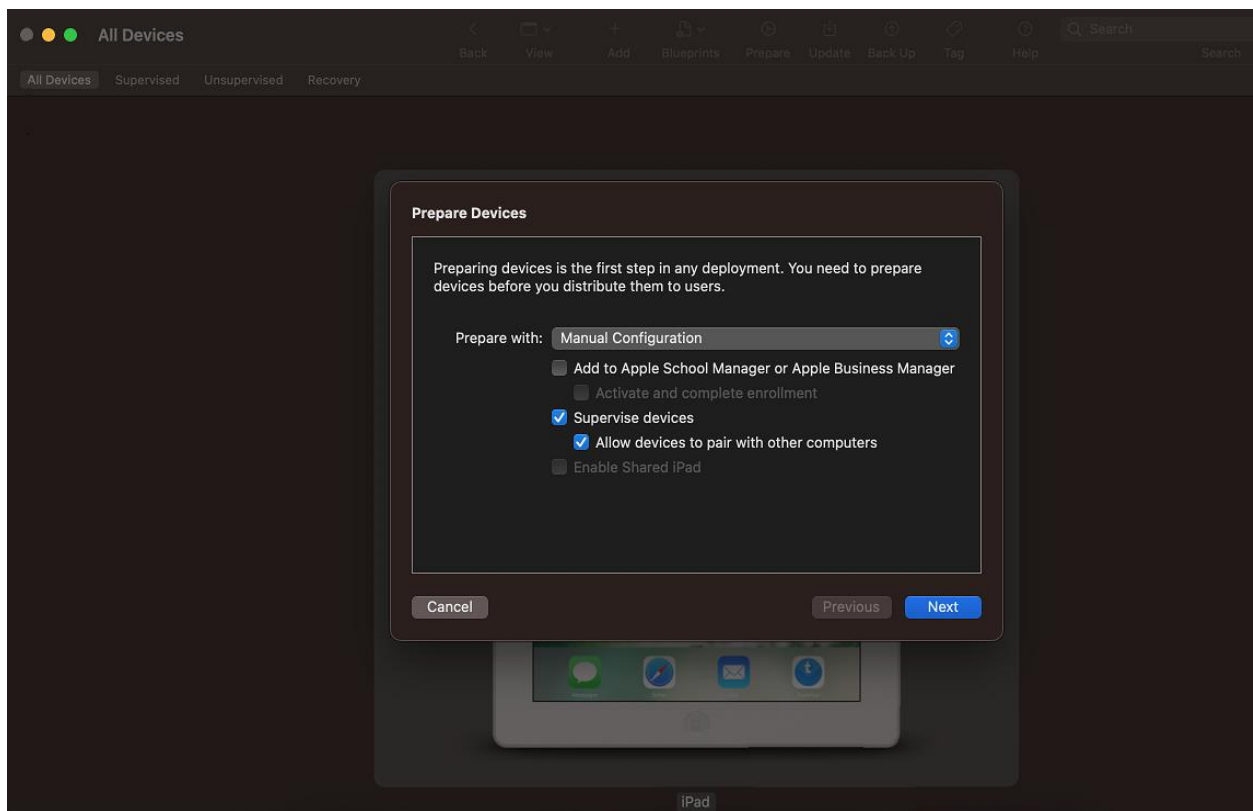 All Devices
Back View Add Blueprints Prepare Update Back Up Tag Help Search
Search
All Devices Supervised Unsupervised Recovery
Prepare Devices
Preparing devices is the first step in any deployment. You need to prepare
devices before you distribute them to users.
Prepare with: Manual Configuration
Add to Apple School Manager or Apple Business Manager
Activate and complete enrollment
Supervise devices
Allow devices to pair with other computers
Enable Shared iPad
Cancel Previous Next
iPad